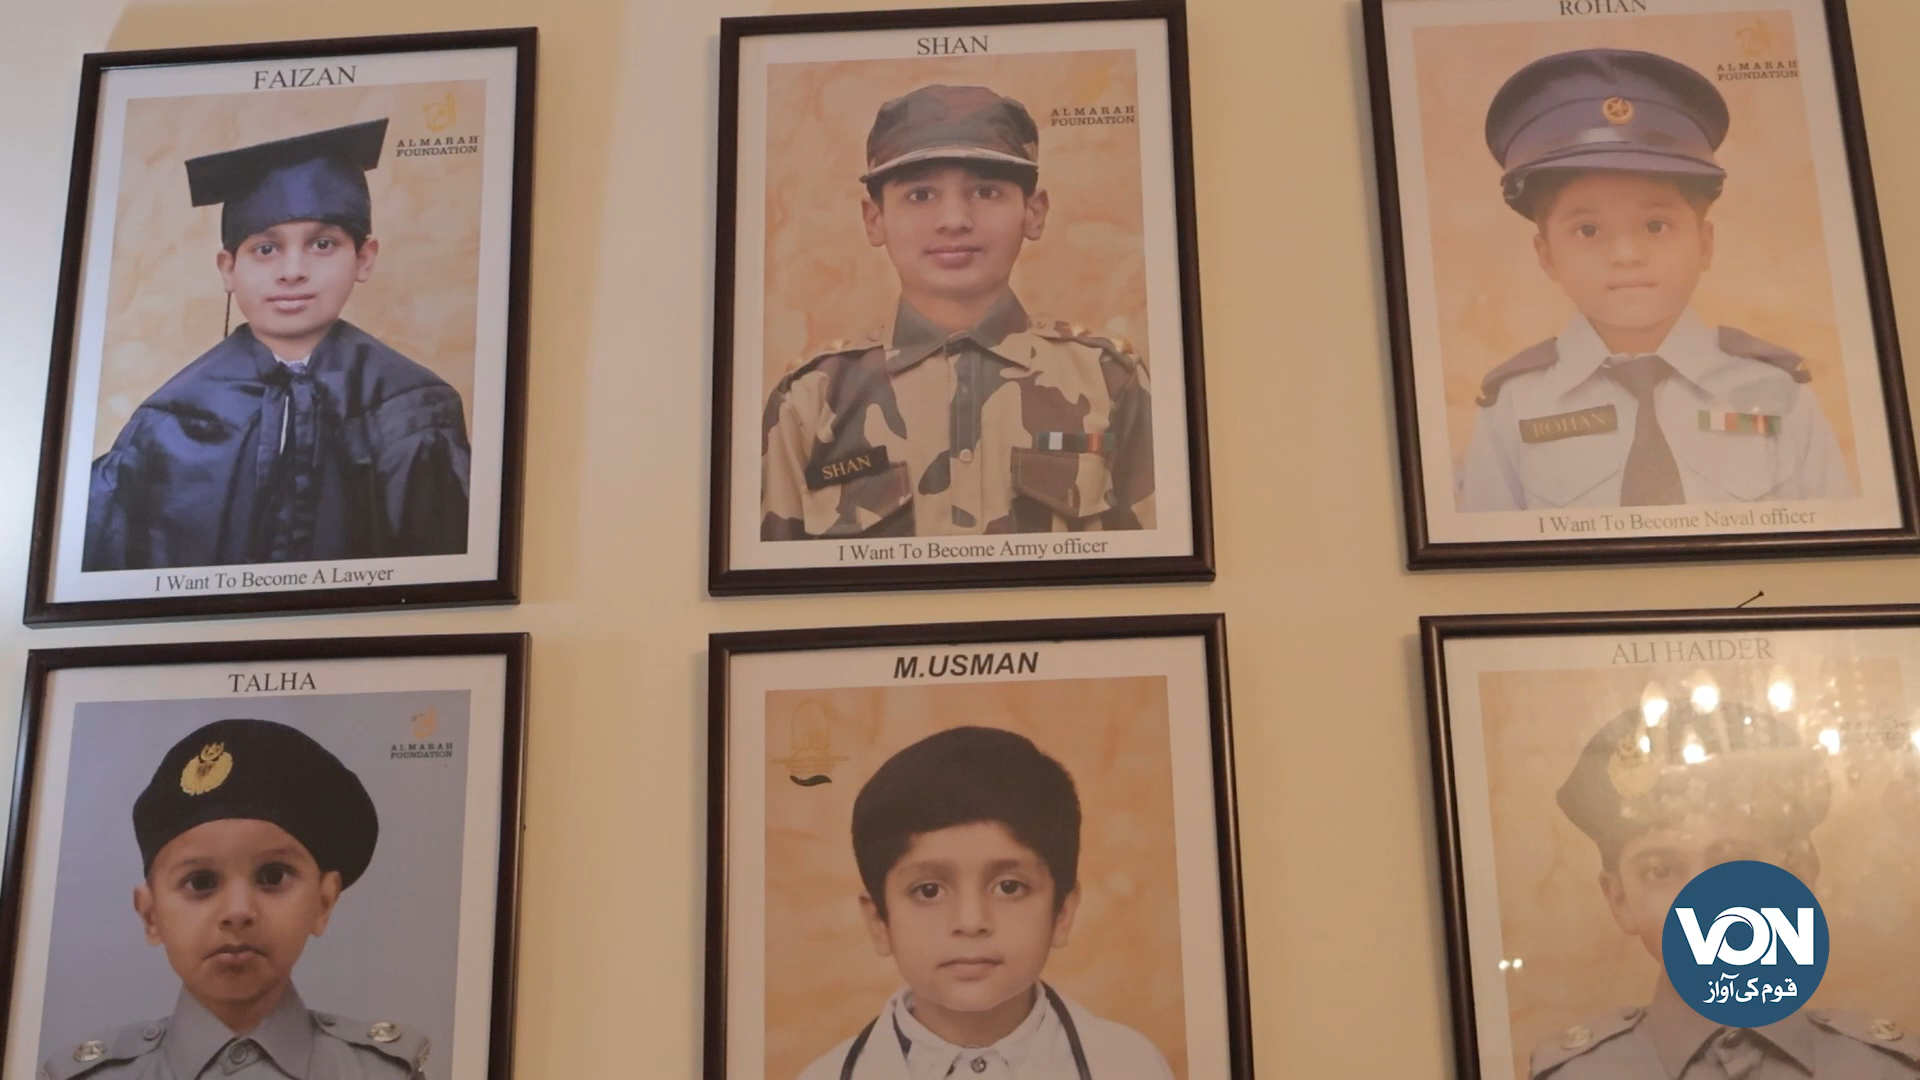 FAIZAN
ALMARAH
FOUNDATION
I Want To Become A Lawyer
SHAN
ALMARAH
FOUNDATION
SHAN
I Want To Become Army officer
ROHAN
ALMARAH
FOUNDATION
ROHAN
I Want To Become Naval officer
TALHA
ALMARAH
FOUNDATION
M.USMAN
ALI HAIDER
VON
قوم کی آواز